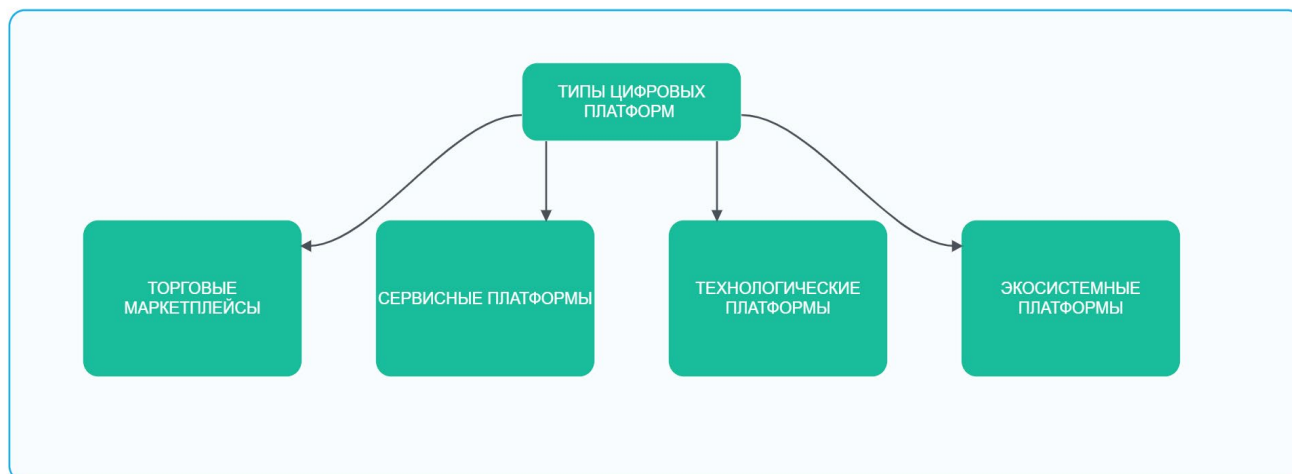 ТИПЫ ЦИФРОВЫХ
ПЛАТФОРМ
ТОРГОВЫЕ
МАРКЕТПЛЕЙСЫ
СЕРВИСНЫЕ ПЛАТФОРМЫ
ТЕХНОЛОГИЧЕСКИЕ
ПЛАТФОРМЫ
ЭКОСИСТЕМНЫЕ
ПЛАТФОРМЫ